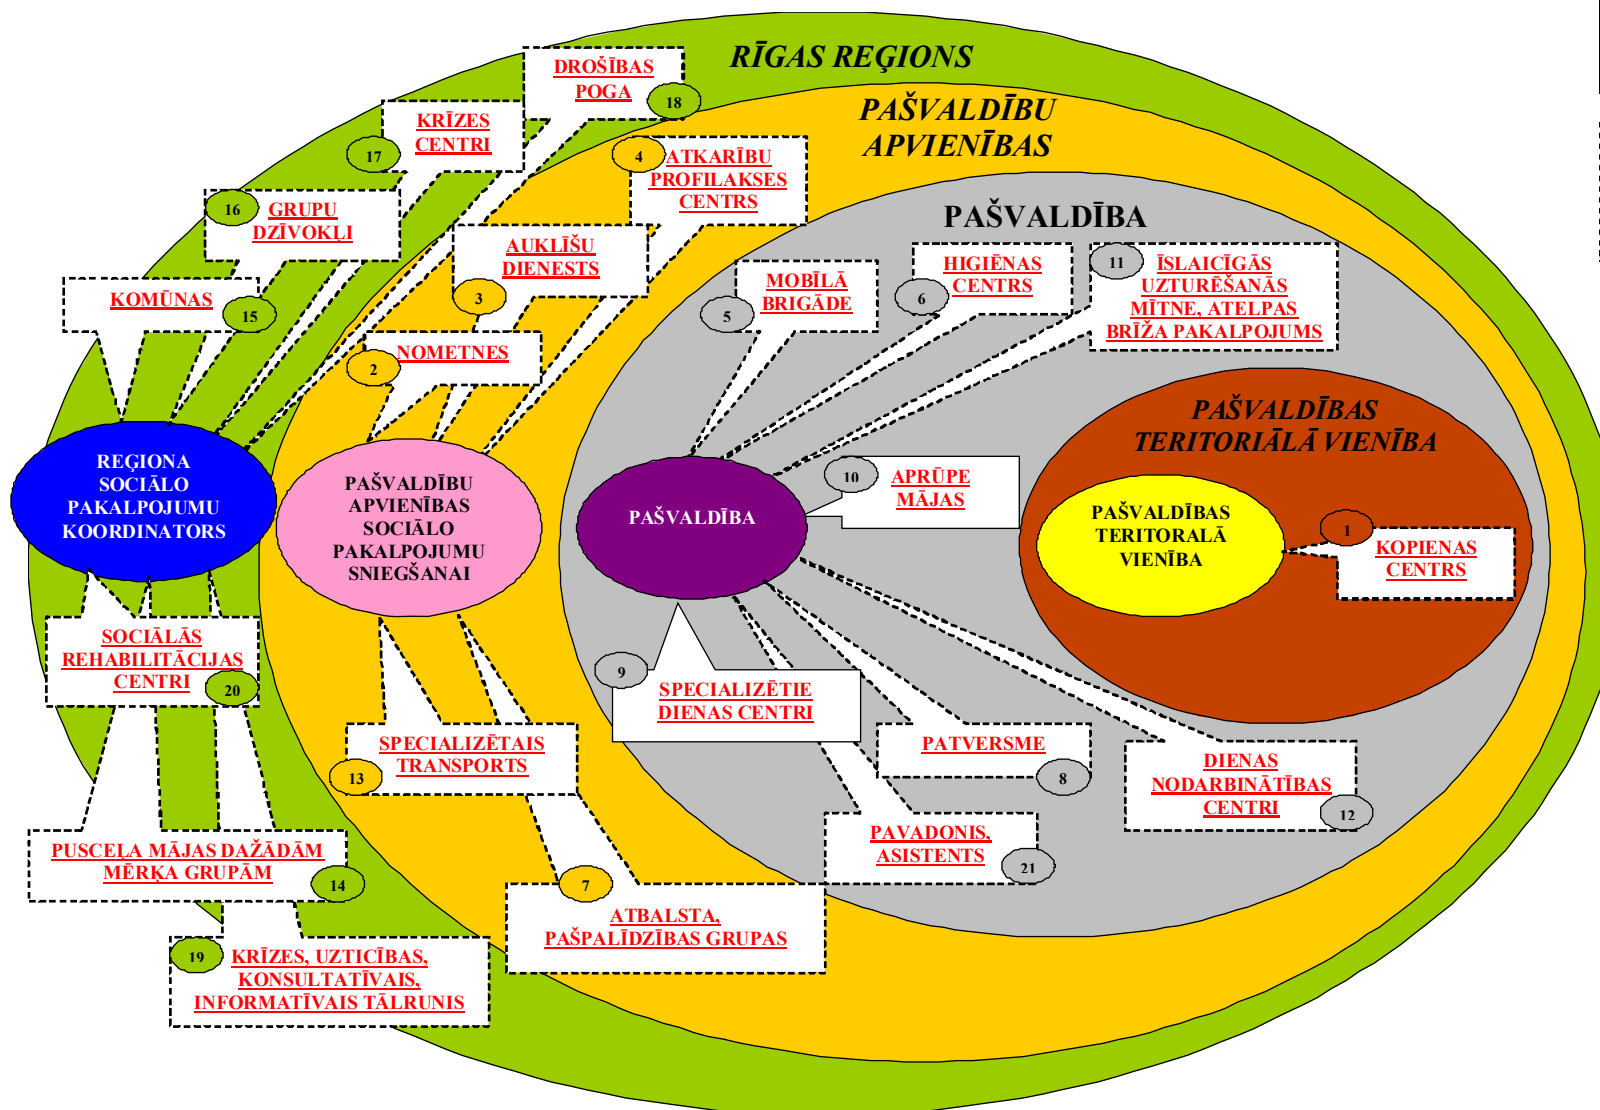 RĪGAS REĢIONS
DROŠĪBAS
POGA
18
PAŠVALDĪBU
APVIENĪBAS
KRĪZES
CENTRI
17
4
ATKARĪBU
PROFILAKSES
CENTRS
16
GRUPU
DZĪVOKĻI
PAŠVALDĪBA
AUKLĪŠU
DIENESTS
3
MOBĪLĀ
BRIGĀDE
5
HIGIĒNAS
CENTRS
6
11
ĪSLAICĪGĀS
UZTURĒŠANĀS
MĪTNE, ATELPAS
BRĪŽA PAKALPOJUMS
KOMŪNAS
15
NOMETNES
2
PAŠVALDĪBAS
TERITORIĀLĀ VIENĪBA
REĢIONA
SOCIĀLO
PAKALPOJUMU
KOORDINATORS
PAŠVALDĪBU
APVIENĪBAS
SOCIĀLO
PAKALPOJUMU
SNIEGŠANAI
PAŠVALDĪBA
10
APRŪPE
MĀJAS
PAŠVALDĪBAS
TERITORALĀ
VIENĪBA
1
KOPIENAS
CENTRS
SOCIĀLĀS
REHABILITĀCIJAS
CENTRI
20
9
SPECIALIZĒTIE
DIENAS CENTRI
SPECIALIZĒTAIS
TRANSPORTS
13
PATVERSME
8
DIENAS
NODARBINĀTĪBAS
CENTRI
12
PUSCEĻA MĀJAS DAŽĀDĀM
MĒRĶA GRUPĀM
14
PAVADONIS,
ASISTENTS
21
7
ATBALSTA,
PAŠPALĪDZĪBAS GRUPAS
19
KRĪZES, UZTICĪBAS,
KONSULTATĪVAIS,
INFORMATĪVAIS TĀLRUNIS